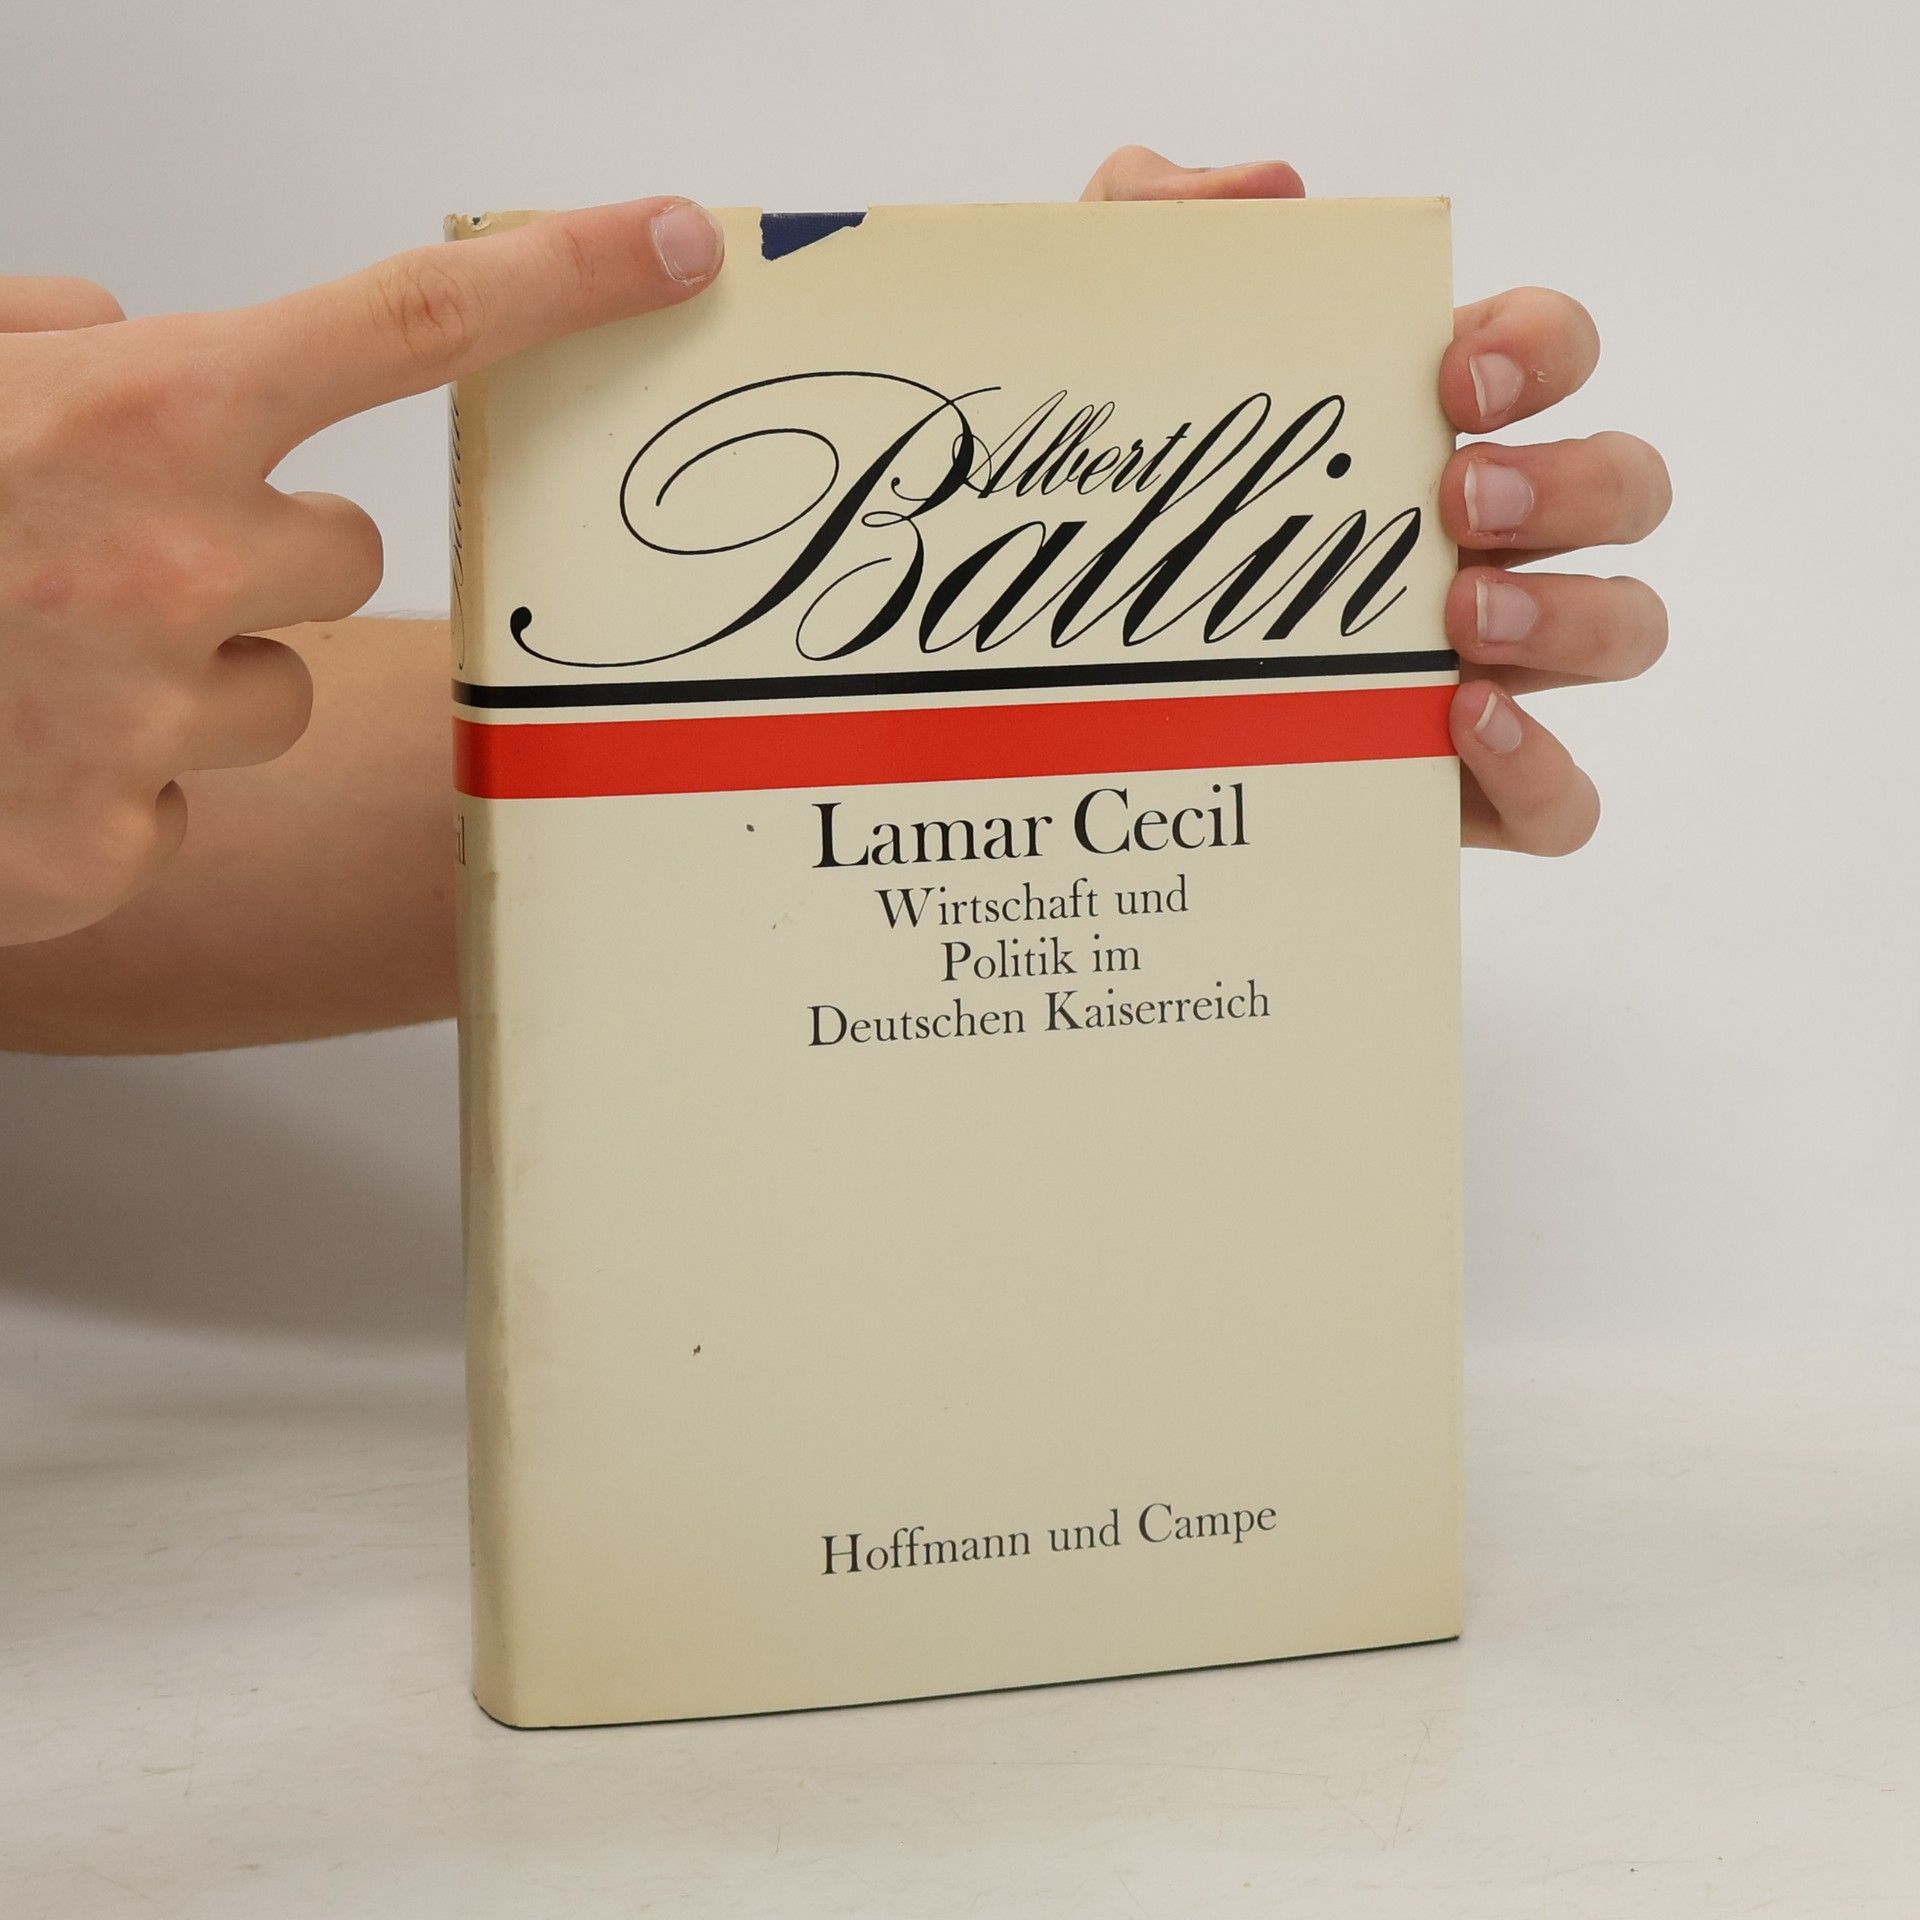 Albert
Ballin
Lamar Cecil
Wirtschaft und
Politik im
Deutschen Kaiserreich
Hoffmann und Campe